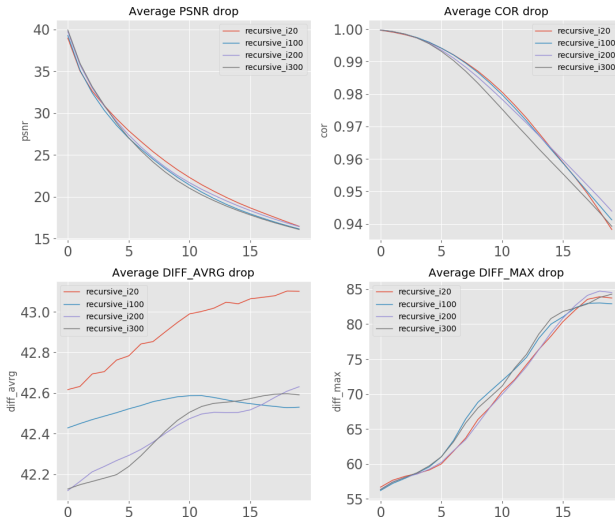 Average PSNR drop
40
35
30
25
20
15
psnr
0
5
10
15
recursive_i20
recursive_i100
recursive_i200
recursive_i300
Average COR drop
1.00
0.99
0.98
0.97
0.96
0.95
0.94
cor
0
5
10
15
recursive_i20
recursive_i100
recursive_i200
recursive_i300
Average DIFF_AVRG drop
43.0
42.8
42.6
42.4
42.2
diff_avrg
0
5
10
15
recursive_i20
recursive_i100
recursive_i200
recursive_i300
Average DIFF_MAX drop
85
80
75
70
65
60
55
diff_max
0
5
10
15
recursive_i20
recursive_i100
recursive_i200
recursive_i300